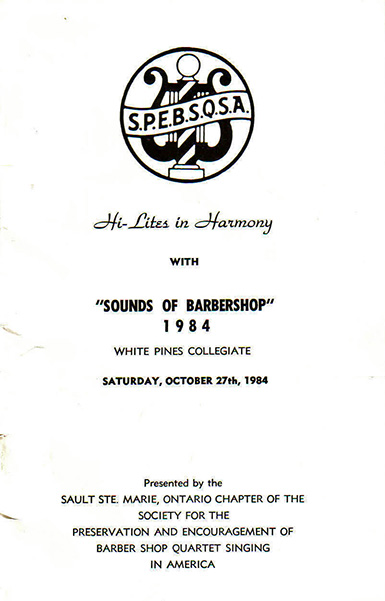 S.P.E.B.S.Q.S.A.
Hi-Lites in Harmony
WITH
"SOUNDS OF BARBERSHOP"
1984
WHITE PINES COLLEGIATE
SATURDAY, OCTOBER 27th, 1984
Presented by the
SAULT STE. MARIE, ONTARIO CHAPTER OF THE
SOCIETY FOR THE
PRESERVATION AND ENCOURAGEMENT OF
BARBER SHOP QUARTET SINGING
IN AMERICA